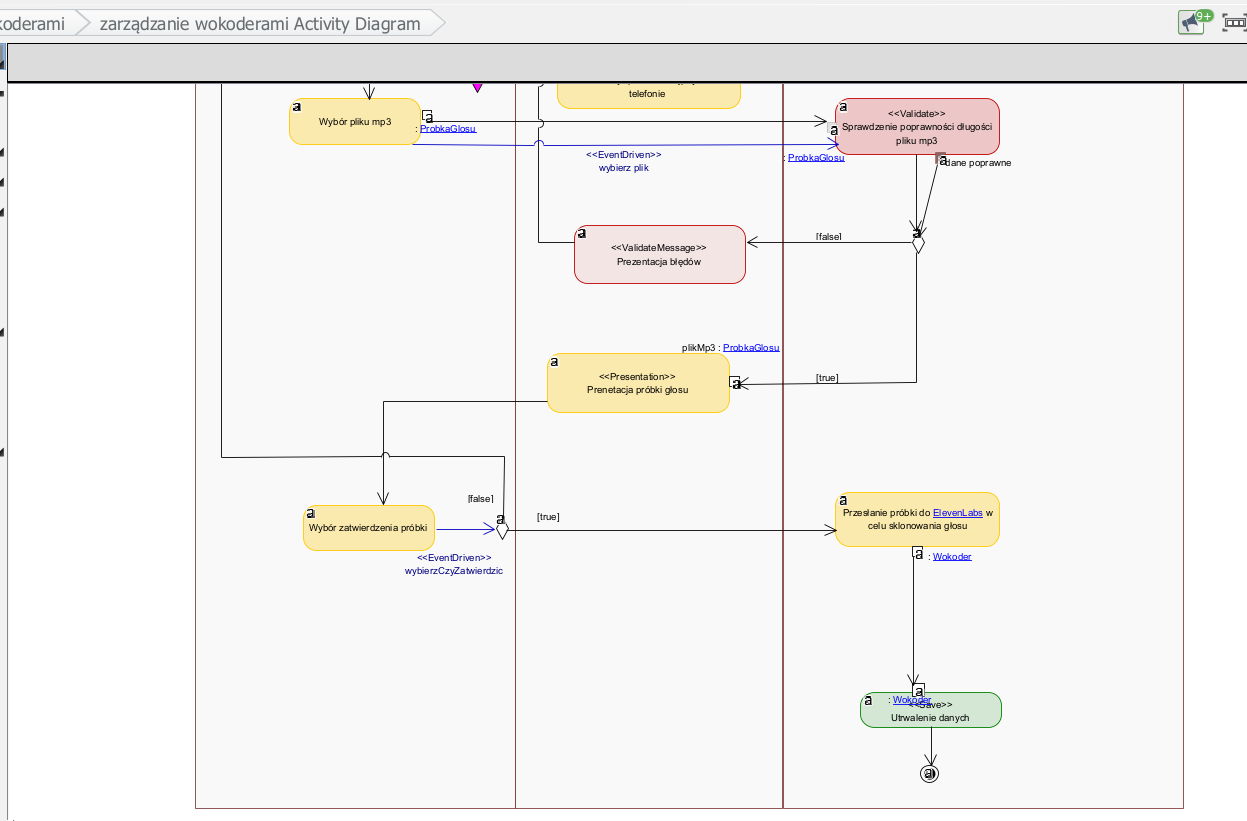 koderami
zarządzanie wokoderami Activity Diagram
9+
telefonie
Wybór pliku mp3
: ProbkaGlosu
<<Validate>>
Sprawdzenie poprawności długości
pliku mp3
<<EventDriven>>
wybierz plik
: ProbkaGlosu
dane poprawne
<<ValidateMessage>>
Prezentacja błędów
[false]
plikMp3 : ProbkaGlosu
<<Presentation>>
Prenetacja próbki głosu
[true]
[false]
Wybór zatwierdzenia próbki
[true]
<<EventDriven>>
wybierzCzyZatwierdzic
Przesłanie próbki do ElevenLabs w
celu sklonowania głosu
: Wokoder
: Wokoder
<<Save>>
Utrwalenie danych